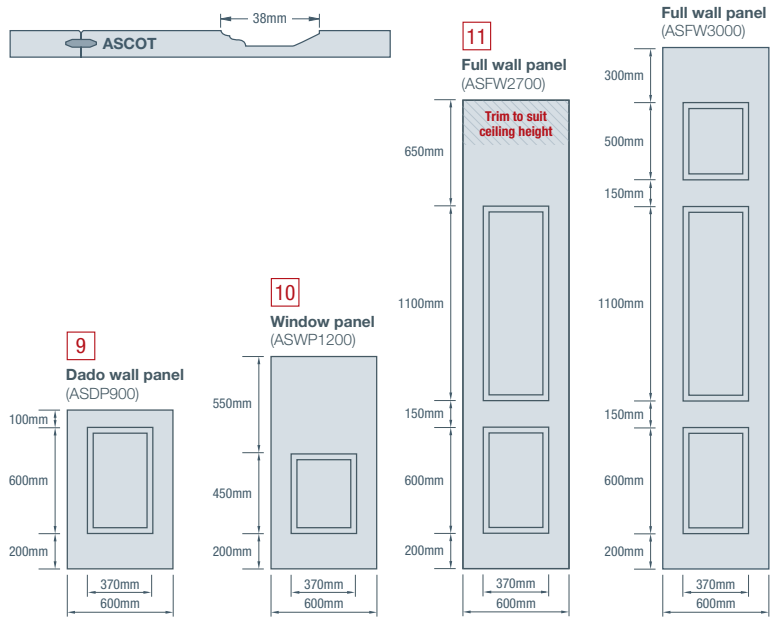 38mm
ASCOT
9
Dado wall panel
(ASDP900)
100mm
600mm
200mm
370mm
600mm
10
Window panel
(ASWP1200)
550mm
450mm
200mm
370mm
600mm
11
Full wall panel
(ASFW2700)
Trim to suit
ceiling height
650mm
1100mm
150mm
600mm
200mm
370mm
600mm
Full wall panel
(ASFW3000)
300mm
500mm
150mm
1100mm
150mm
600mm
200mm
370mm
600mm